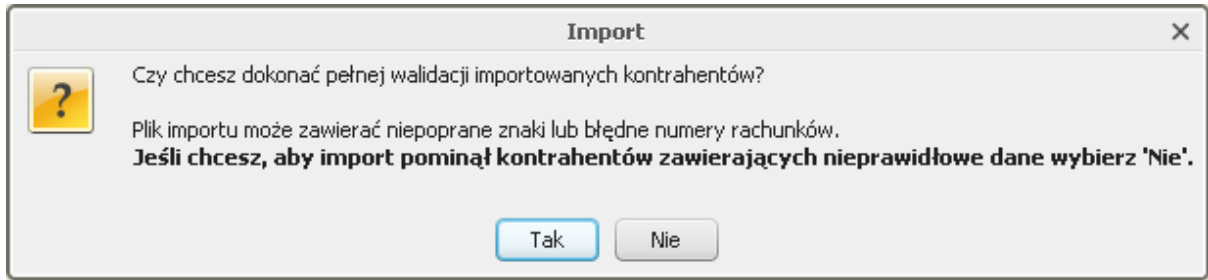 Import
Czy chcesz dokonać pełnej walidacji importowanych kontrahentów?
Plik importu może zawierać niepoprane znaki lub błędne numery rachunków.
Jeśli chcesz, aby import pominął kontrahentów zawierających nieprawidłowe dane wybierz 'Nie'.
Tak
Nie